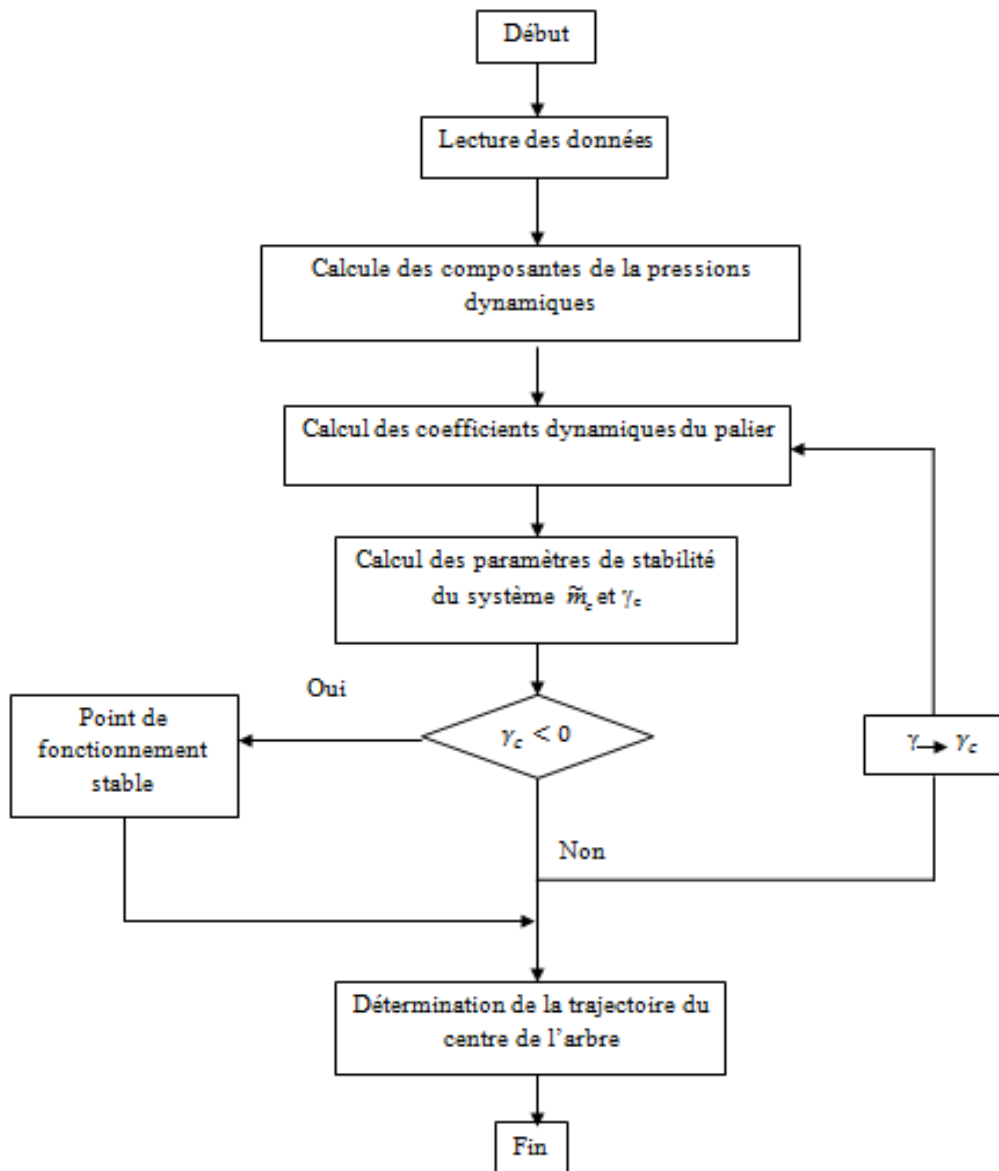 Début
Lecture des données
Calcule des composantes de la pressions
dynamiques
Calcul des coefficients dynamiques du palier
Calcul des paramètres de stabilité
du système m̃c et γc
Oui
Point de
fonctionnement
stable
γc < 0
γ → γc
Non
Détermination de la trajectoire du
centre de l’arbre
Fin